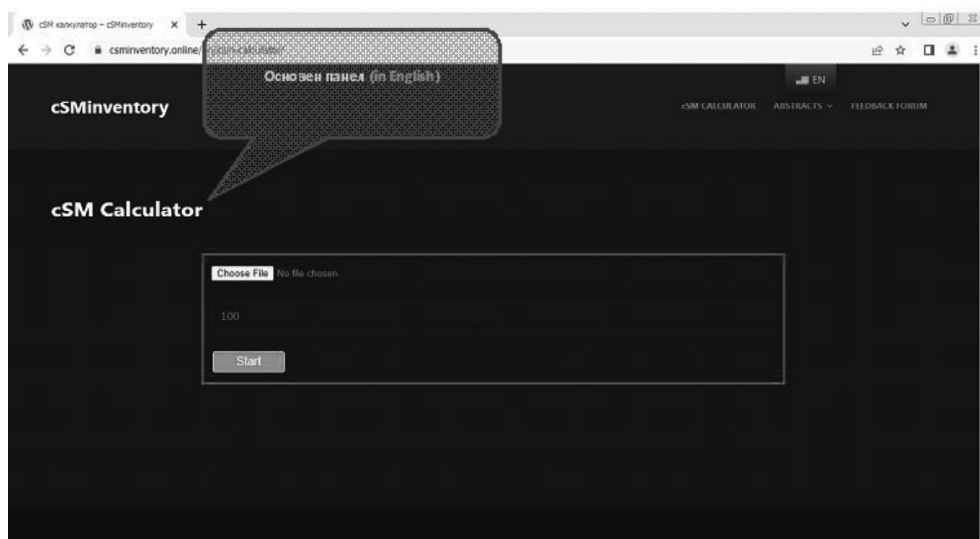 cSM калкулатор – cSMinventory
csminventory.online/
Основен панел (in English)
EN
cSMinventory
cSM CALCULATOR ABSTRACTS FEEDBACK FORUM
cSM Calculator
Choose File No file chosen
100
Start